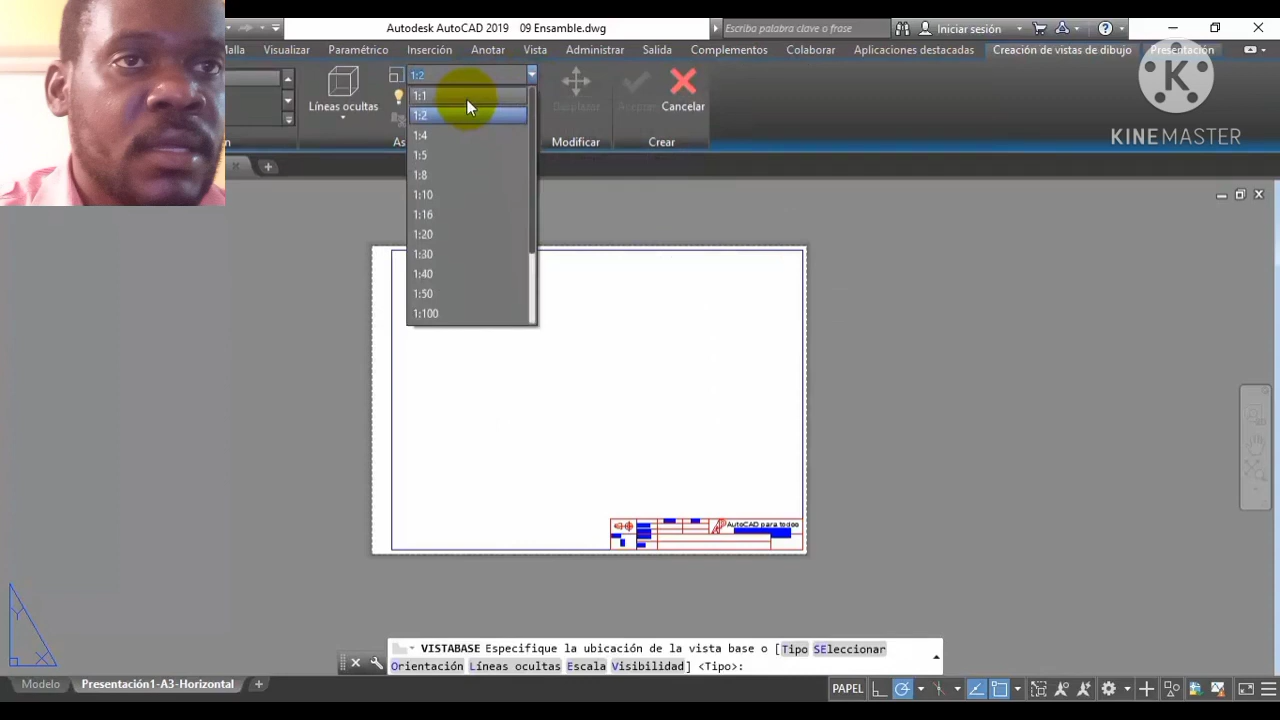 Autodesk AutoCAD 2019 09 Ensamble.dwg
Escriba palabra clave o frase
Iniciar sesión
Malla Visualizar Paramétrico Inserción Anotar Vista Administrar Salida Complementos Colaborar Aplicaciones destacadas Creación de vistas de dibujo Presentación
1:2
Líneas ocultas
Desplazar
Aceptar
Cancelar
Modificar
Crear
K
KINEMASTER
1:1
1:2
1:4
1:5
1:8
1:10
1:16
1:20
1:30
1:40
1:50
1:100
AutoCAD para todos
Y
X
VISTABASE Especifique la ubicación de la vista base o [Tipo SEleccionar
Orientación Líneas ocultas Escala Visibilidad] <Tipo>:
Modelo Presentación1-A3-Horizontal
PAPEL